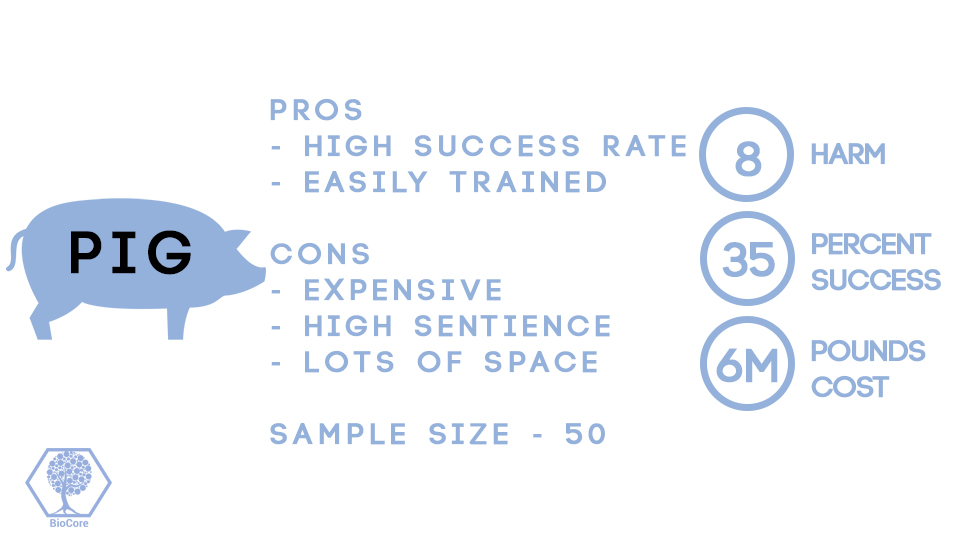 PIG
PROS
- HIGH SUCCESS RATE
- EASILY TRAINED
CONS
- EXPENSIVE
- HIGH SENTIENCE
- LOTS OF SPACE
SAMPLE SIZE - 50
8
HARM
35
PERCENT
SUCCESS
6M
POUNDS
COST
BioCore